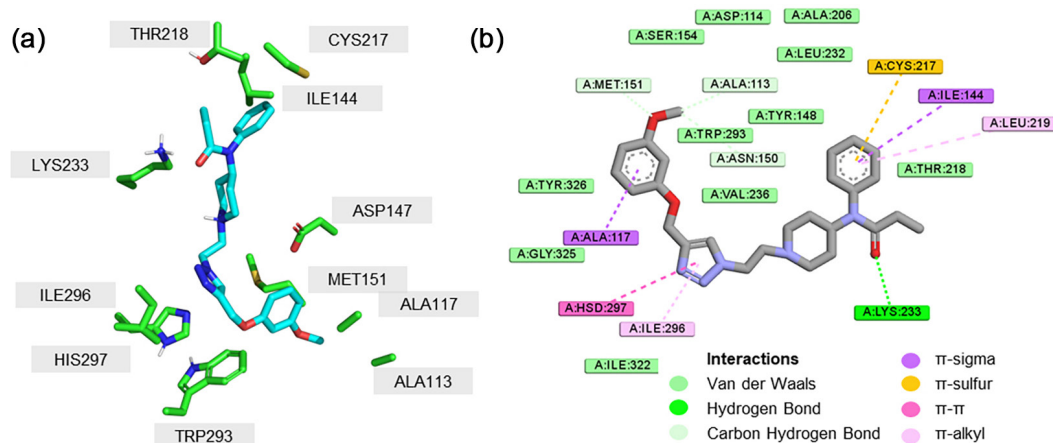 (a)
THR218
CYS217
ILE144
LYS233
ASP147
MET151
ILE296
ALA117
HIS297
ALA113
TRP293
(b)
A:ASP:114
A:ALA:206
A:SER:154
A:LEU:232
A:CYS:217
A:MET:151
A:ALA:113
A:ILE:144
A:TYR:148
A:LEU:219
A:TRP:293
A:ASN:150
A:THR:218
A:TYR:326
A:VAL:236
A:ALA:117
A:GLY:325
A:HSD:297
A:LYS:233
A:ILE:296
A:ILE:322
Interactions
Van der Waals
Hydrogen Bond
Carbon Hydrogen Bond
π-sigma
π-sulfur
π-π
π-alkyl